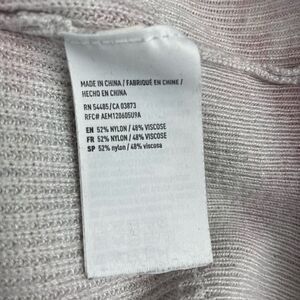 MADE IN CHINA / FABRIQUÉ EN CHINE /
HECHO EN CHINA
RN 54485/CA 03873
RFC# AEM120605U9A
EN 52% NYLON / 48% VISCOSE
FR 52% NYLON / 48% VISCOSE
SP 52% nylon / 48% viscosa